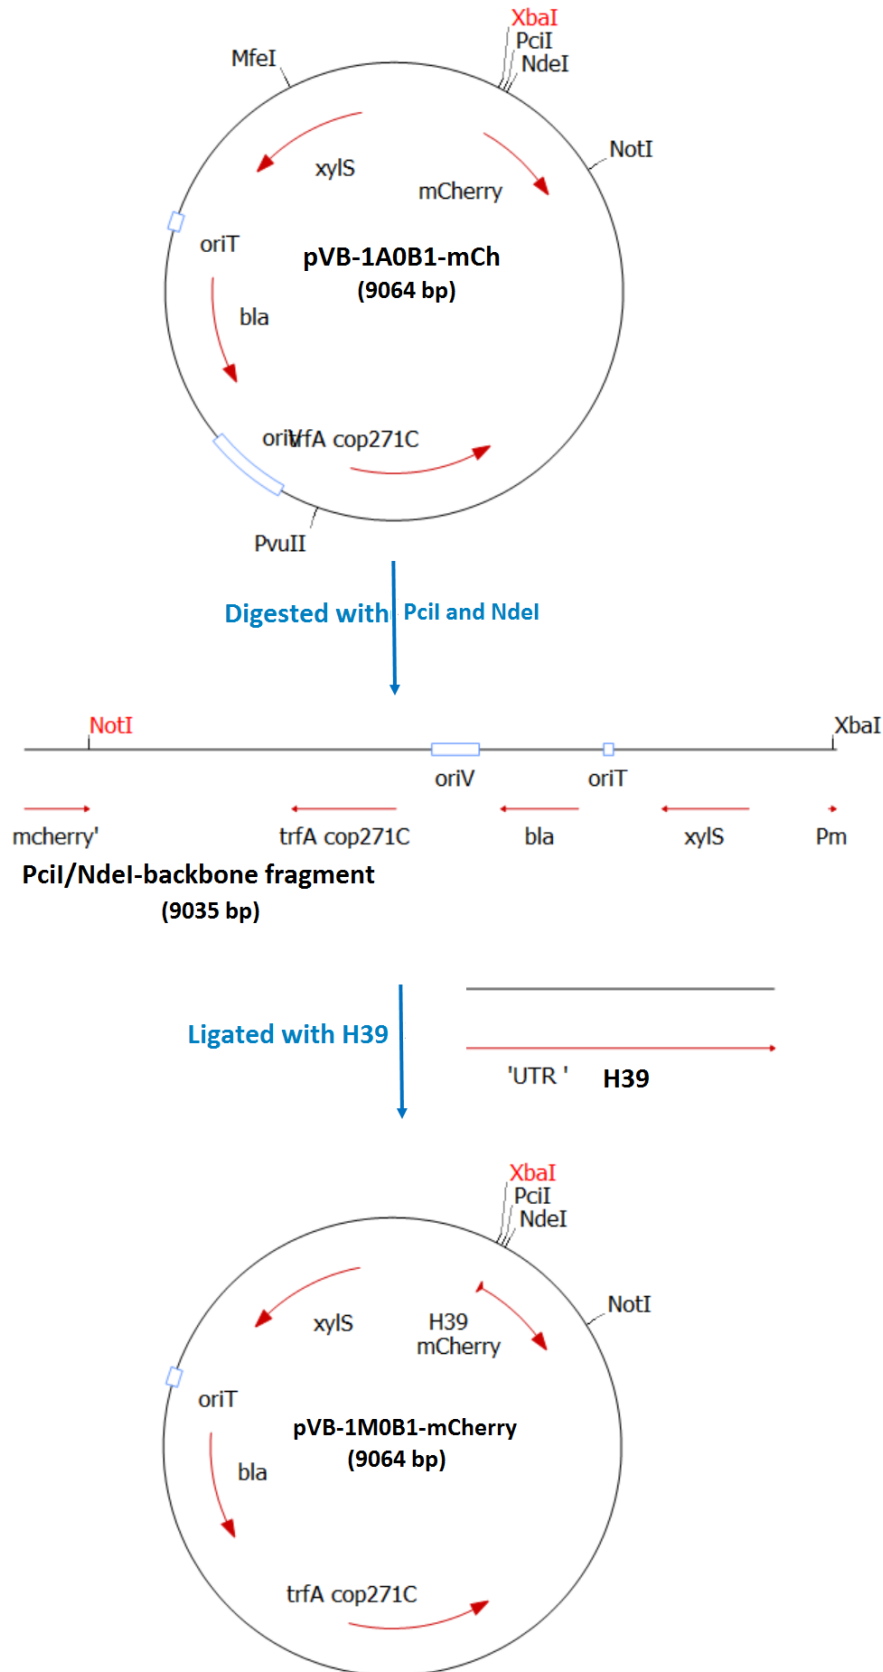 XbaI
PciI
NdeI
MfeI
NotI
xylS
mCherry
oriT
pVB-1A0B1-mCh
(9064 bp)
bla
oriV
trfA cop271C
PvuII
Digested with PciI and NdeI
NotI
XbaI
oriV
oriT
mcherry'
trfA cop271C
bla
xylS
Pm
PciI/NdeI-backbone fragment
(9035 bp)
Ligated with H39
'UTR '
H39
XbaI
PciI
NdeI
NotI
xylS
H39
mCherry
oriT
pVB-1M0B1-mCherry
(9064 bp)
bla
trfA cop271C